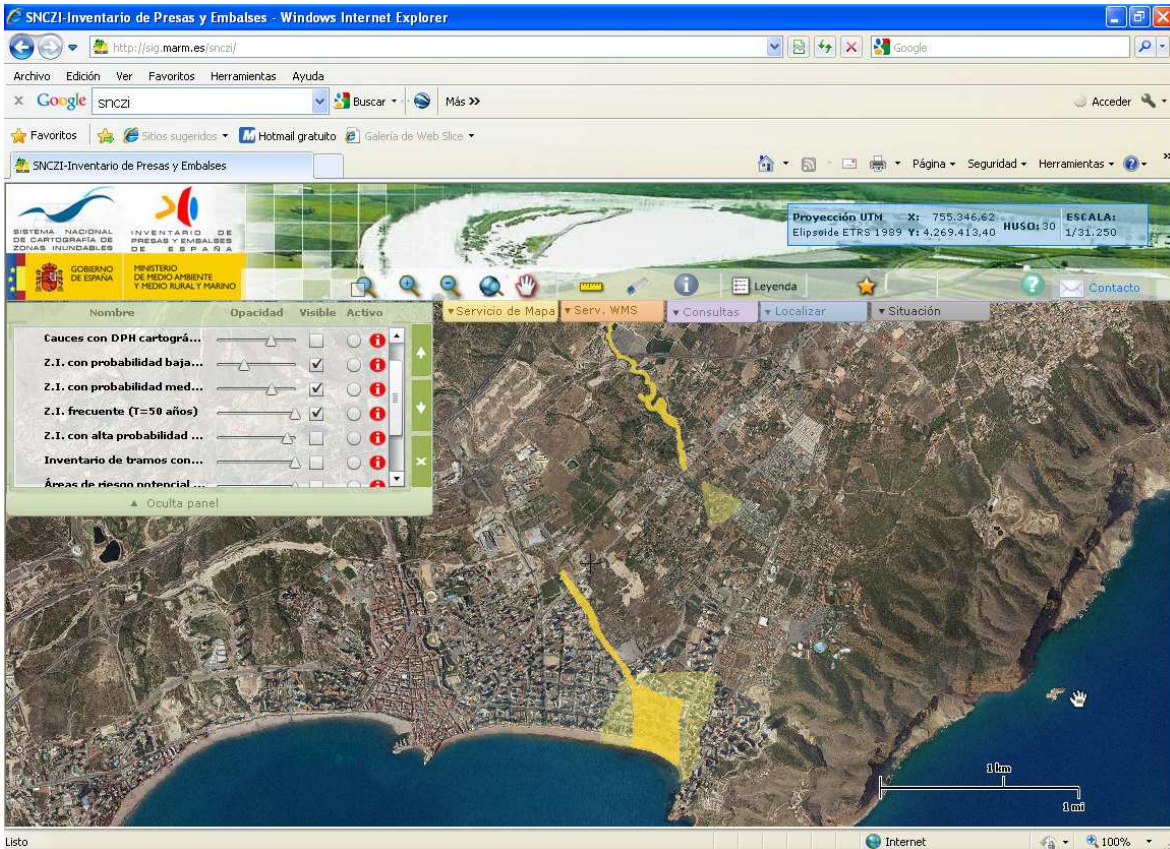 SNCZI-Inventario de Presas y Embalses - Windows Internet Explorer
http://sig.marm.es/snczi/
Google
Archivo Edición Ver Favoritos Herramientas Ayuda
x Google snczi Buscar Más >> Acceder
Favoritos Sitios sugeridos Hotmail gratuito Galería de Web Slice
SNCZI-Inventario de Presas y Embalses Página Seguridad Herramientas »
SISTEMA NACIONAL
DE CARTOGRAFÍA DE
ZONAS INUNDABLES
INVENTARIO DE
PRESAS Y EMBALSES
DE ESPAÑA
GOBIERNO
DE ESPAÑA
MINISTERIO
DE MEDIO AMBIENTE
Y MEDIO RURAL Y MARINO
Proyección UTM X: 755.346,62 HUSO: 30 ESCALA:
Elipsoide ETRS 1989 Y: 4.269.413,40 1/31.250
Leyenda
Contacto
Servicio de Mapa Serv. WMS Consultas Localizar Situación
Nombre Opacidad Visible Activo
Cauces con DPH cartográ...
Z.I. con probabilidad baja...
Z.I. con probabilidad med...
Z.I. frecuente (T=50 años)
Z.I. con alta probabilidad ...
Inventario de tramos con...
Áreas de riesgo potencial ...
Oculta panel
1 km
1 mi
Listo Internet 100%